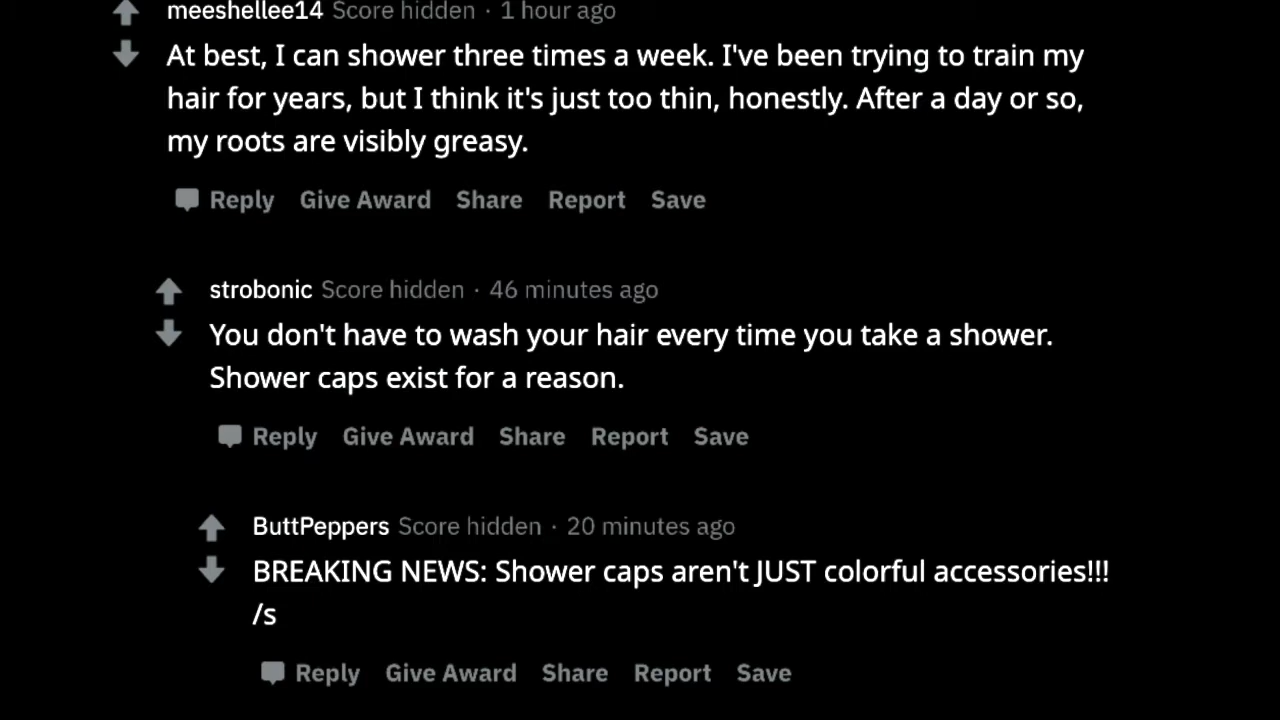 meeshellee14 Score hidden · 1 hour ago
At best, I can shower three times a week. I've been trying to train my
hair for years, but I think it's just too thin, honestly. After a day or so,
my roots are visibly greasy.
Reply Give Award Share Report Save
strobonic Score hidden · 46 minutes ago
You don't have to wash your hair every time you take a shower.
Shower caps exist for a reason.
Reply Give Award Share Report Save
ButtPeppers Score hidden · 20 minutes ago
BREAKING NEWS: Shower caps aren't JUST colorful accessories!!!
/s
Reply Give Award Share Report Save